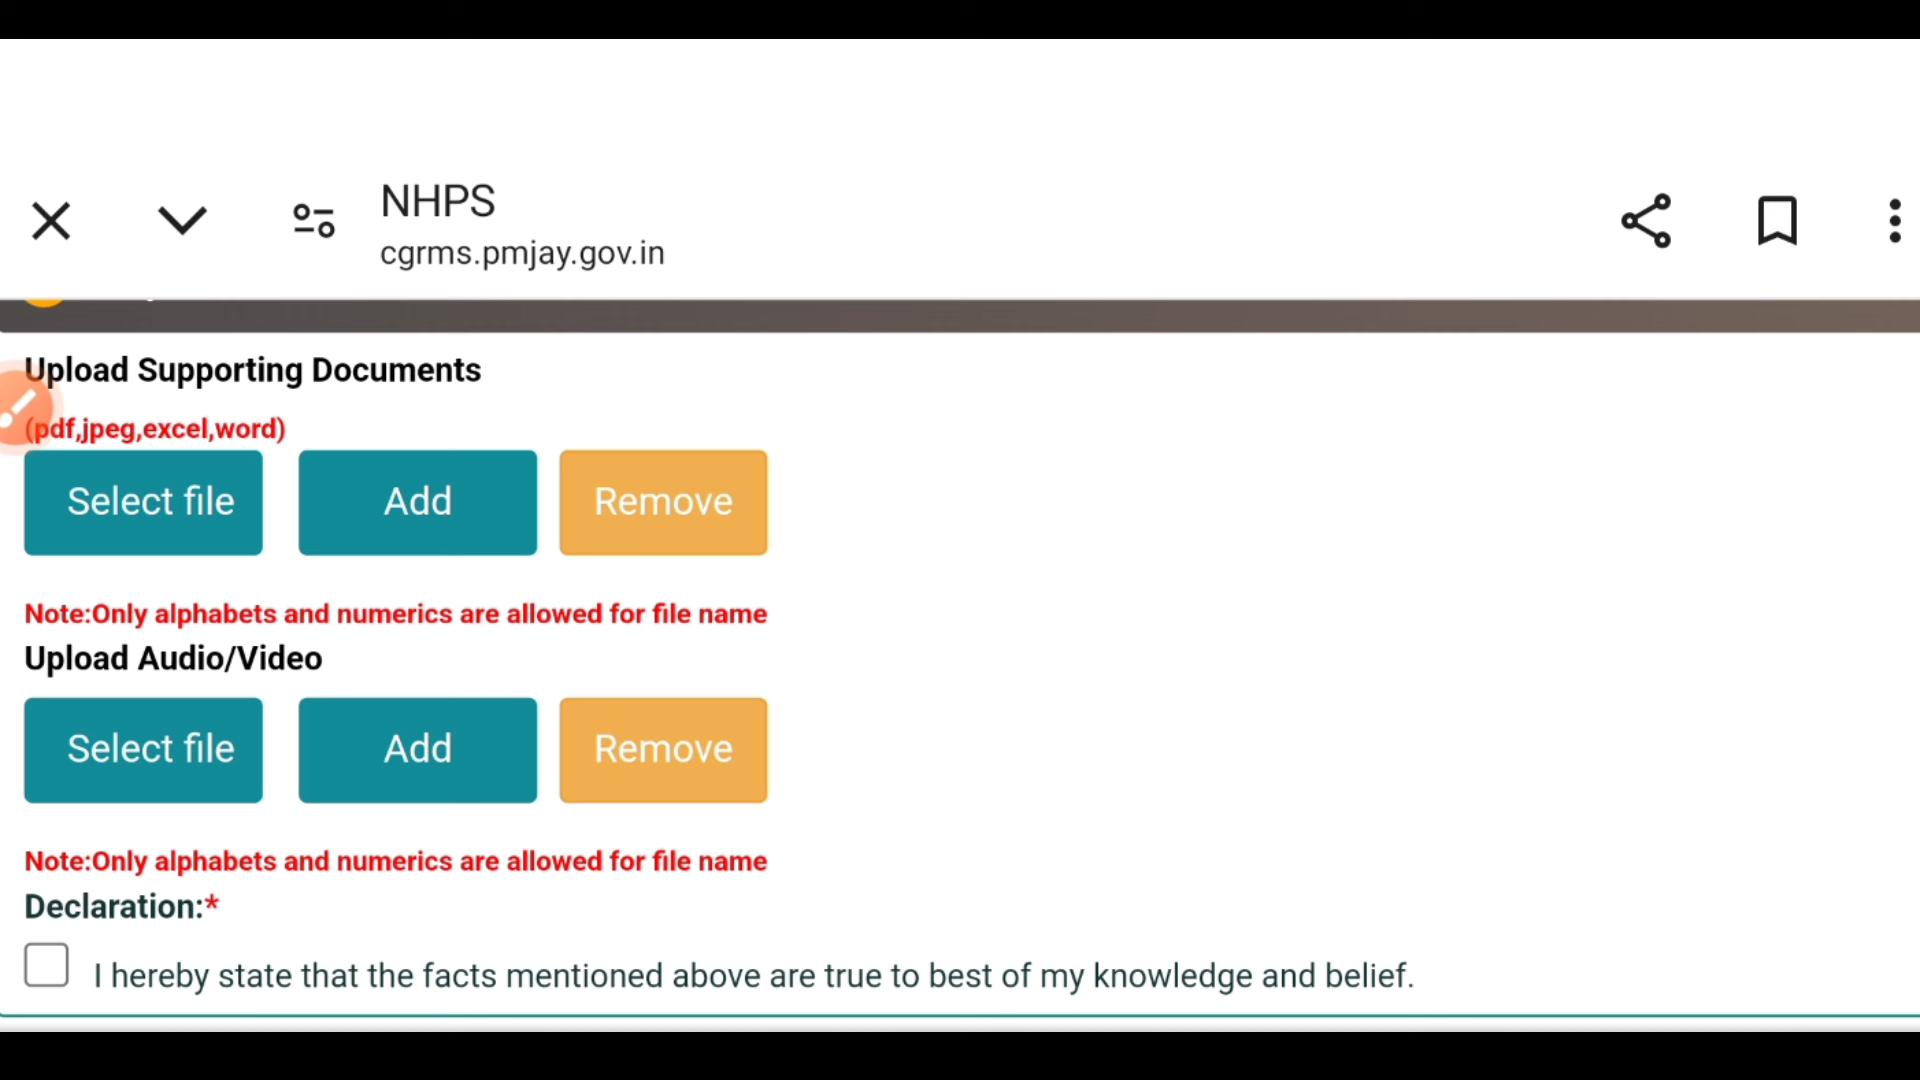 NHPS
cgrms.pmjay.gov.in
Upload Supporting Documents
(pdf,jpeg,excel,word)
Select file Add Remove
Note:Only alphabets and numerics are allowed for file name
Upload Audio/Video
Select file Add Remove
Note:Only alphabets and numerics are allowed for file name
Declaration:*
I hereby state that the facts mentioned above are true to best of my knowledge and belief.